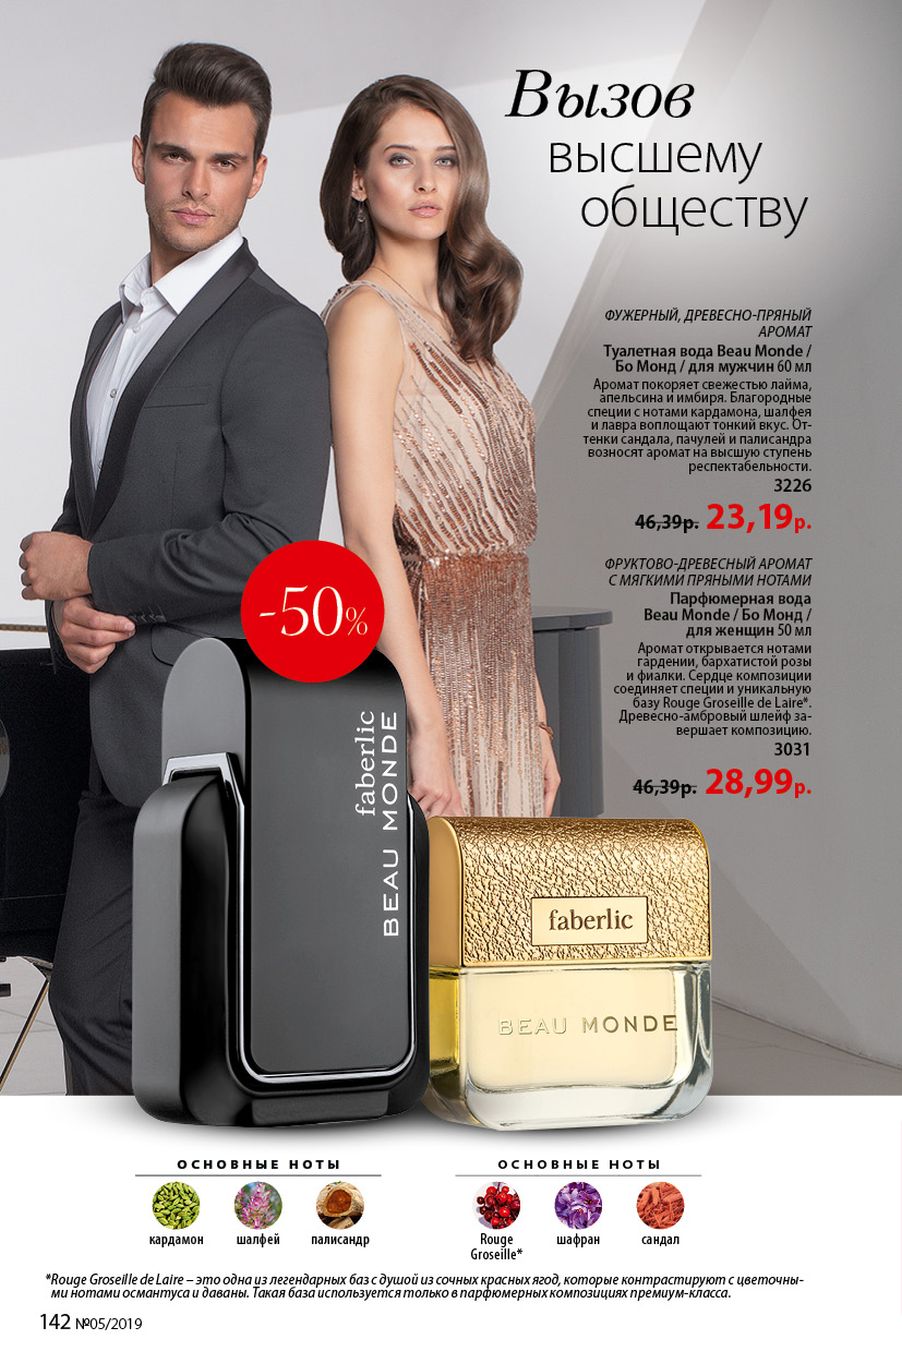 Вызов
высшему
обществу
ФУЖЕРНЫЙ, ДРЕВЕСНО-ПРЯНЫЙ
АРОМАТ
Туалетная вода Beau Monde /
Бо Монд / для мужчин 60 мл
Аромат покоряет свежестью лайма,
апельсина и имбиря. Благородные
специи с нотами кардамона, шалфея
и лавра воплощают тонкий вкус. От-
тенки сандала, пачулей и палисандра
возносят аромат на высшую ступень
респектабельности.
3226
46,39р. 23,19р.
ФРУКТОВО-ДРЕВЕСНЫЙ АРОМАТ
С МЯГКИМИ ПРЯНЫМИ НОТАМИ
Парфюмерная вода
Beau Monde / Бо Монд /
для женщин 50 мл
Аромат открывается нотами
гардении, бархатистой розы
и фиалки. Сердце композиции
соединяет специи и уникальную
базу Rouge Groseille de Laire*.
Древесно-амбровый шлейф за-
вершает композицию.
3031
46,39р. 28,99р.
-50%
faberlic
BEAU MONDE
faberlic
BEAU MONDE
ОСНОВНЫЕ НОТЫ
кардамон шалфей палисандр
ОСНОВНЫЕ НОТЫ
Rouge
Groseille* шафран сандал
*Rouge Groseille de Laire – это одна из легендарных баз с душой из сочных красных ягод, которые контрастируют с цветочны-
ми нотами османтуса и даваны. Такая база используется только в парфюмерных композициях премиум-класса.
142 №05/2019